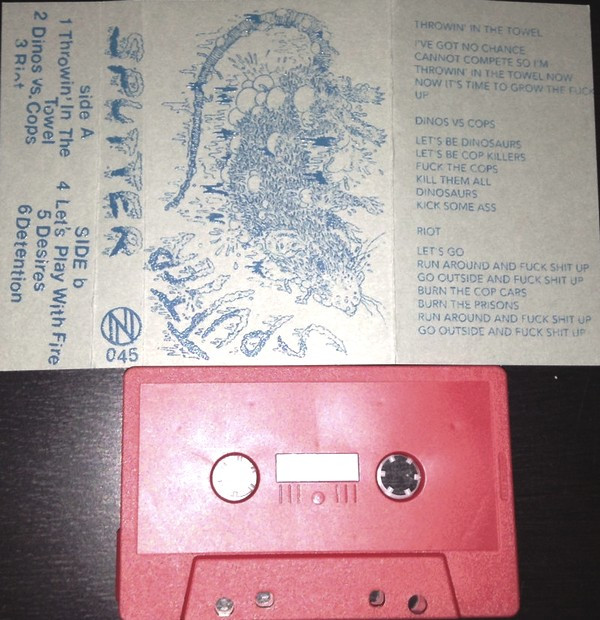 side A
1 Throwin' In The
Towel
2 Dinos vs. Cops
3 Riot
SIDE b
4 Let's Play With Fire
5 Desires
6 Detention
SPUTTER
045
SPUTTER
THROWIN' IN THE TOWEL
I'VE GOT NO CHANCE
CANNOT COMPETE SO I'M
THROWIN' IN THE TOWEL NOW
NOW IT'S TIME TO GROW THE FUCK
UP
DINOS VS COPS
LET'S BE DINOSAURS
LET'S BE COP KILLERS
FUCK THE COPS
KILL THEM ALL
DINOSAURS
KICK SOME ASS
RIOT
LET'S GO
RUN AROUND AND FUCK SHIT UP
GO OUTSIDE AND FUCK SHIT UP
BURN THE COP CARS
BURN THE PRISONS
RUN AROUND AND FUCK SHIT UP
GO OUTSIDE AND FUCK SHIT UP